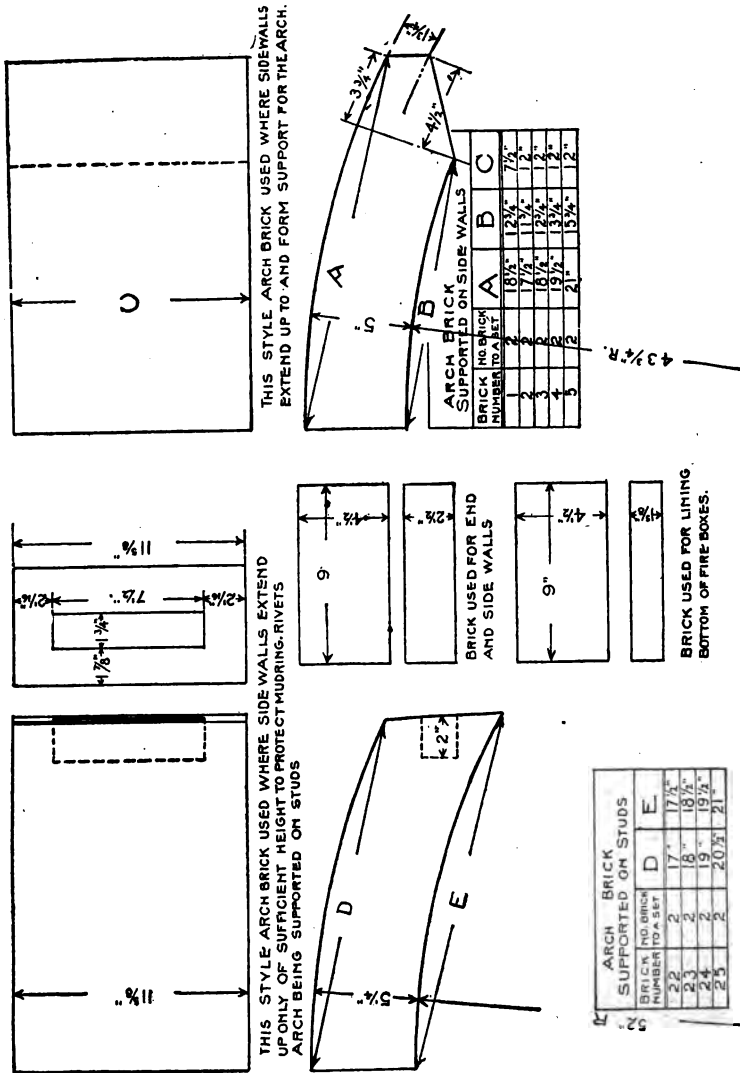 11⅝"
THIS STYLE ARCH BRICK USED WHERE SIDE WALLS EXTEND
UP ONLY OF SUFFICIENT HEIGHT TO PROTECT MUDRING. RIVETS
ARCH BEING SUPPORTED ON STUDS
2¹⁄₁₆"
7½"
2¹⁄₁₆"
11⅝"
1⅞"
1¾"
C
THIS STYLE ARCH BRICK USED WHERE SIDEWALLS
EXTEND UP TO AND FORM SUPPORT FOR THE ARCH.
D
5¼"
2"
E
9
4½"
2½"
BRICK USED FOR END
AND SIDE WALLS
9"
4½"
1⅝"
BRICK USED FOR LINING
BOTTOM OF FIRE BOXES.
A
5"
B
3¾"
1¾"
4½"
ARCH BRICK
SUPPORTED ON SIDE WALLS
BRICK NUMBER NO. BRICK TO A SET A B C
1 2 18½" 12¾" 7½"
2 2 17½" 11¾" 12"
3 2 18½" 12¾" 12"
4 2 19½" 13¾" 12"
5 2 21" 15¾" 12"
43¾" R.
52" R
ARCH BRICK
SUPPORTED ON STUDS
BRICK NUMBER NO. BRICK TO A SET D E
22 2 17" 17½"
23 2 18" 18½"
24 2 19" 19½"
25 2 20½" 21"